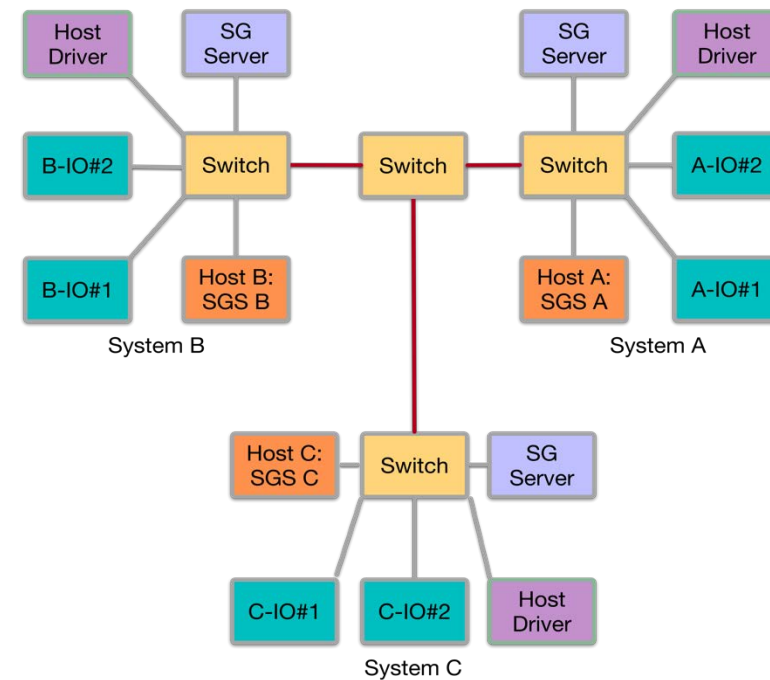 Host
Driver
SG
Server
SG
Server
Host
Driver
B-IO#2
Switch
Switch
Switch
A-IO#2
B-IO#1
Host B:
SGS B
Host A:
SGS A
A-IO#1
System B
System A
Host C:
SGS C
Switch
SG
Server
C-IO#1
C-IO#2
Host
Driver
System C